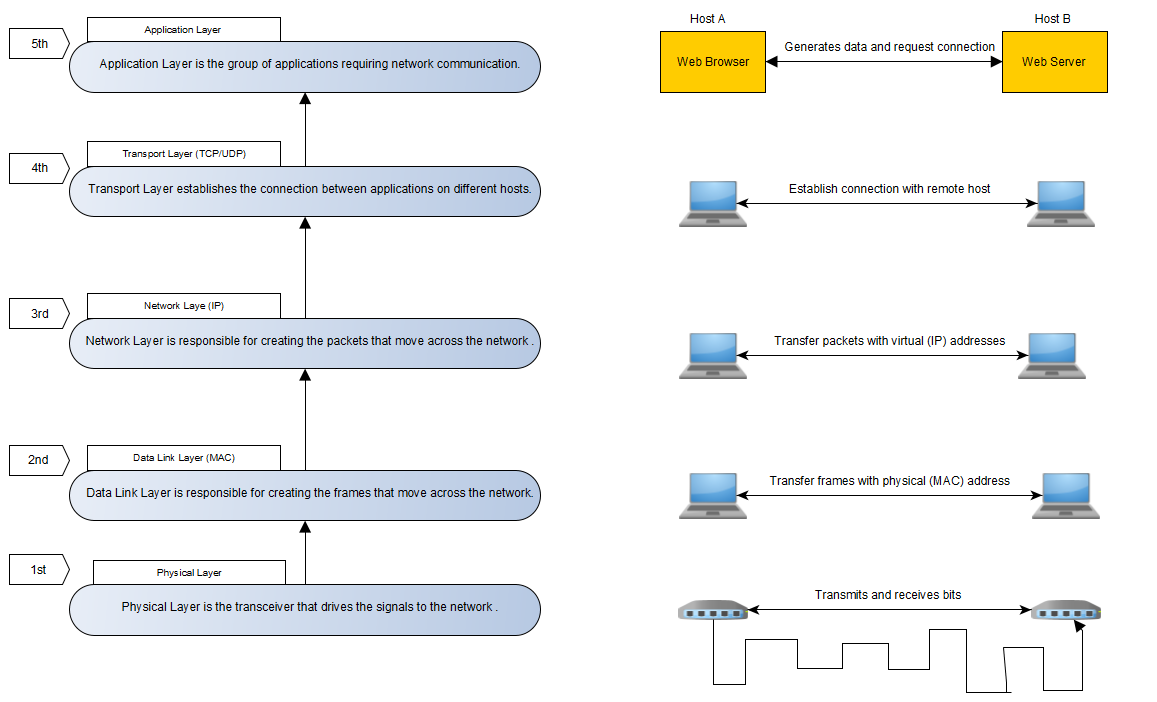 Host A
Host B
Application Layer
5th
Application Layer is the group of applications requiring network communication.
Web Browser
Generates data and request connection
Web Server
Transport Layer (TCP/UDP)
4th
Transport Layer establishes the connection between applications on different hosts.
Establish connection with remote host
Network Laye (IP)
3rd
Network Layer is responsible for creating the packets that move across the network .
Transfer packets with virtual (IP) addresses
Data Link Layer (MAC)
2nd
Data Link Layer is responsible for creating the frames that move across the network.
Transfer frames with physical (MAC) address
Physical Layer
1st
Physical Layer is the transceiver that drives the signals to the network .
Transmits and receives bits